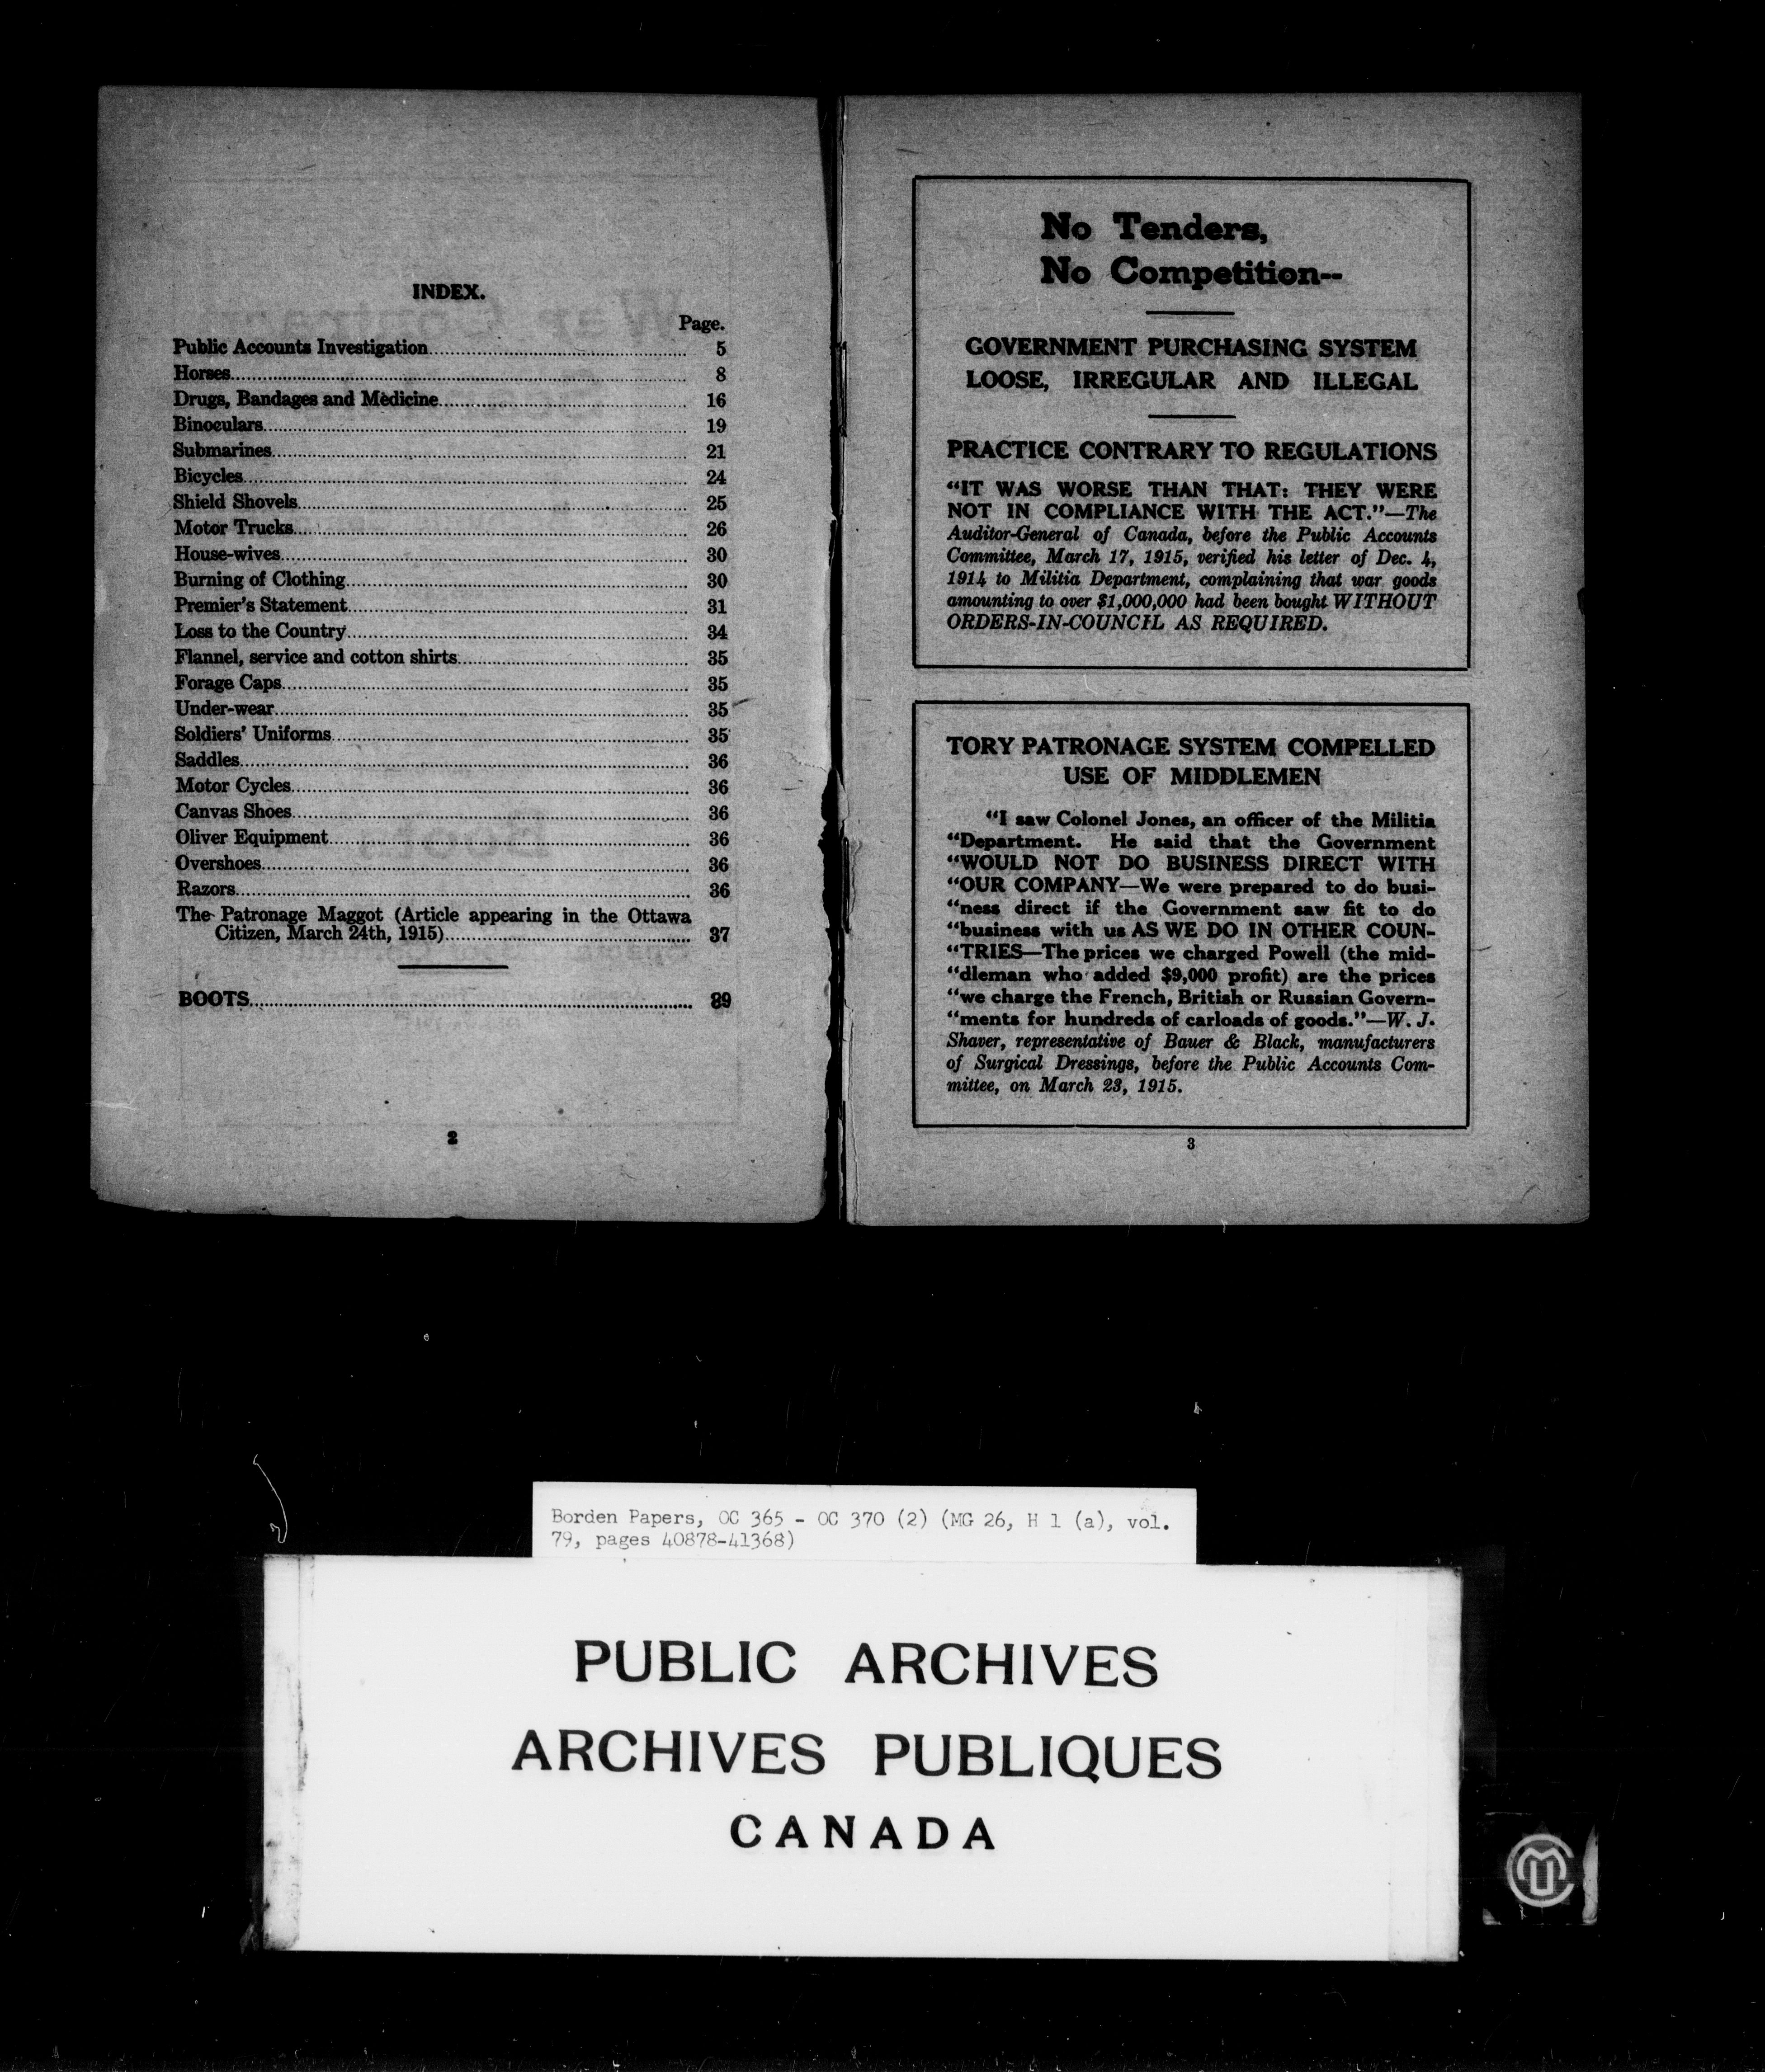 INDEX.
Page.
Public Accounts Investigation........ 5
Horses........ 8
Drugs, Bandages and Medicine........ 16
Binoculars........ 19
Submarines........ 21
Bicycles........ 24
Shield Shovels........ 25
Motor Trucks........ 26
House-wives........ 30
Burning of Clothing........ 30
Premier's Statement........ 31
Loss to the Country........ 34
Flannel, service and cotton shirts........ 35
Forage Caps........ 35
Under-wear........ 35
Soldiers' Uniforms........ 35
Saddles........ 36
Motor Cycles........ 36
Canvas Shoes........ 36
Oliver Equipment........ 36
Overshoes........ 36
Razors........ 36
The Patronage Maggot (Article appearing in the Ottawa
Citizen, March 24th, 1915)........ 37
BOOTS........ 89
2
No Tenders,
No Competition--
GOVERNMENT PURCHASING SYSTEM
LOOSE, IRREGULAR AND ILLEGAL
PRACTICE CONTRARY TO REGULATIONS
"IT WAS WORSE THAN THAT: THEY WERE
NOT IN COMPLIANCE WITH THE ACT."—The
Auditor-General of Canada, before the Public Accounts
Committee, March 17, 1915, verified his letter of Dec. 4,
1914 to Militia Department, complaining that war goods
amounting to over $1,000,000 had been bought WITHOUT
ORDERS-IN-COUNCIL AS REQUIRED.
TORY PATRONAGE SYSTEM COMPELLED
USE OF MIDDLEMEN
"I saw Colonel Jones, an officer of the Militia
"Department. He said that the Government
"WOULD NOT DO BUSINESS DIRECT WITH
"OUR COMPANY—We were prepared to do busi-
"ness direct if the Government saw fit to do
"business with us AS WE DO IN OTHER COUN-
"TRIES—The prices we charged Powell (the mid-
"dleman who added $9,000 profit) are the prices
"we charge the French, British or Russian Govern-
"ments for hundreds of carloads of goods."—W. J.
Shaver, representative of Bauer & Black, manufacturers
of Surgical Dressings, before the Public Accounts Com-
mittee, on March 23, 1915.
3
Borden Papers, OC 365 - OC 370 (2) (MG 26, H 1 (a), vol.
79, pages 40878-41368)
PUBLIC ARCHIVES
ARCHIVES PUBLIQUES
CANADA